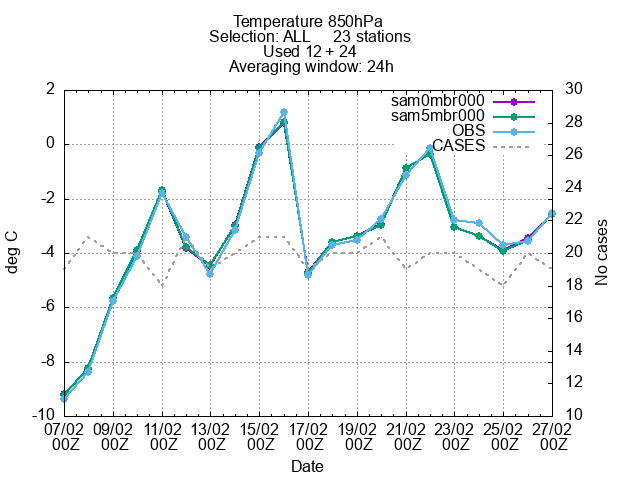 Temperature 850hPa
Selection: ALL 23 stations
Used 12 + 24
Averaging window: 24h
sam0mbr000
sam5mbr000
OBS
CASES
deg C
2
0
-2
-4
-6
-8
-10
No cases
30
28
26
24
22
20
18
16
14
12
10
07/02 09/02 11/02 13/02 15/02 17/02 19/02 21/02 23/02 25/02 27/02
00Z 00Z 00Z 00Z 00Z 00Z 00Z 00Z 00Z 00Z 00Z
Date